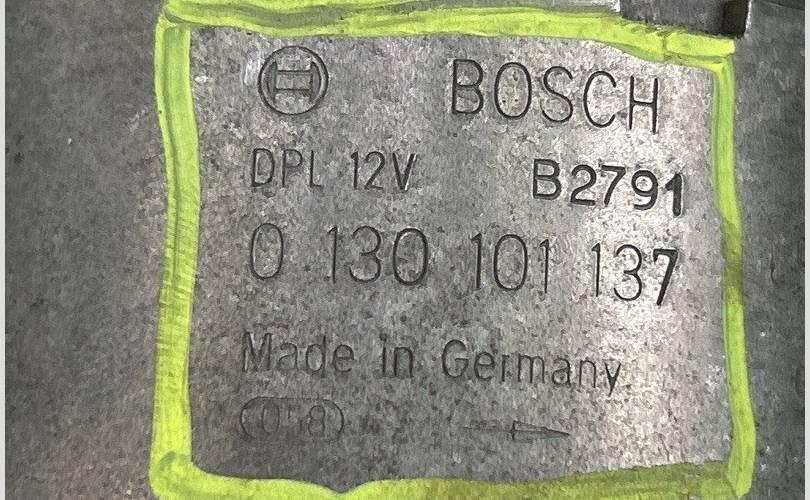 BOSCH
DPL 12V B2791
0 130 101 137
Made in Germany
058